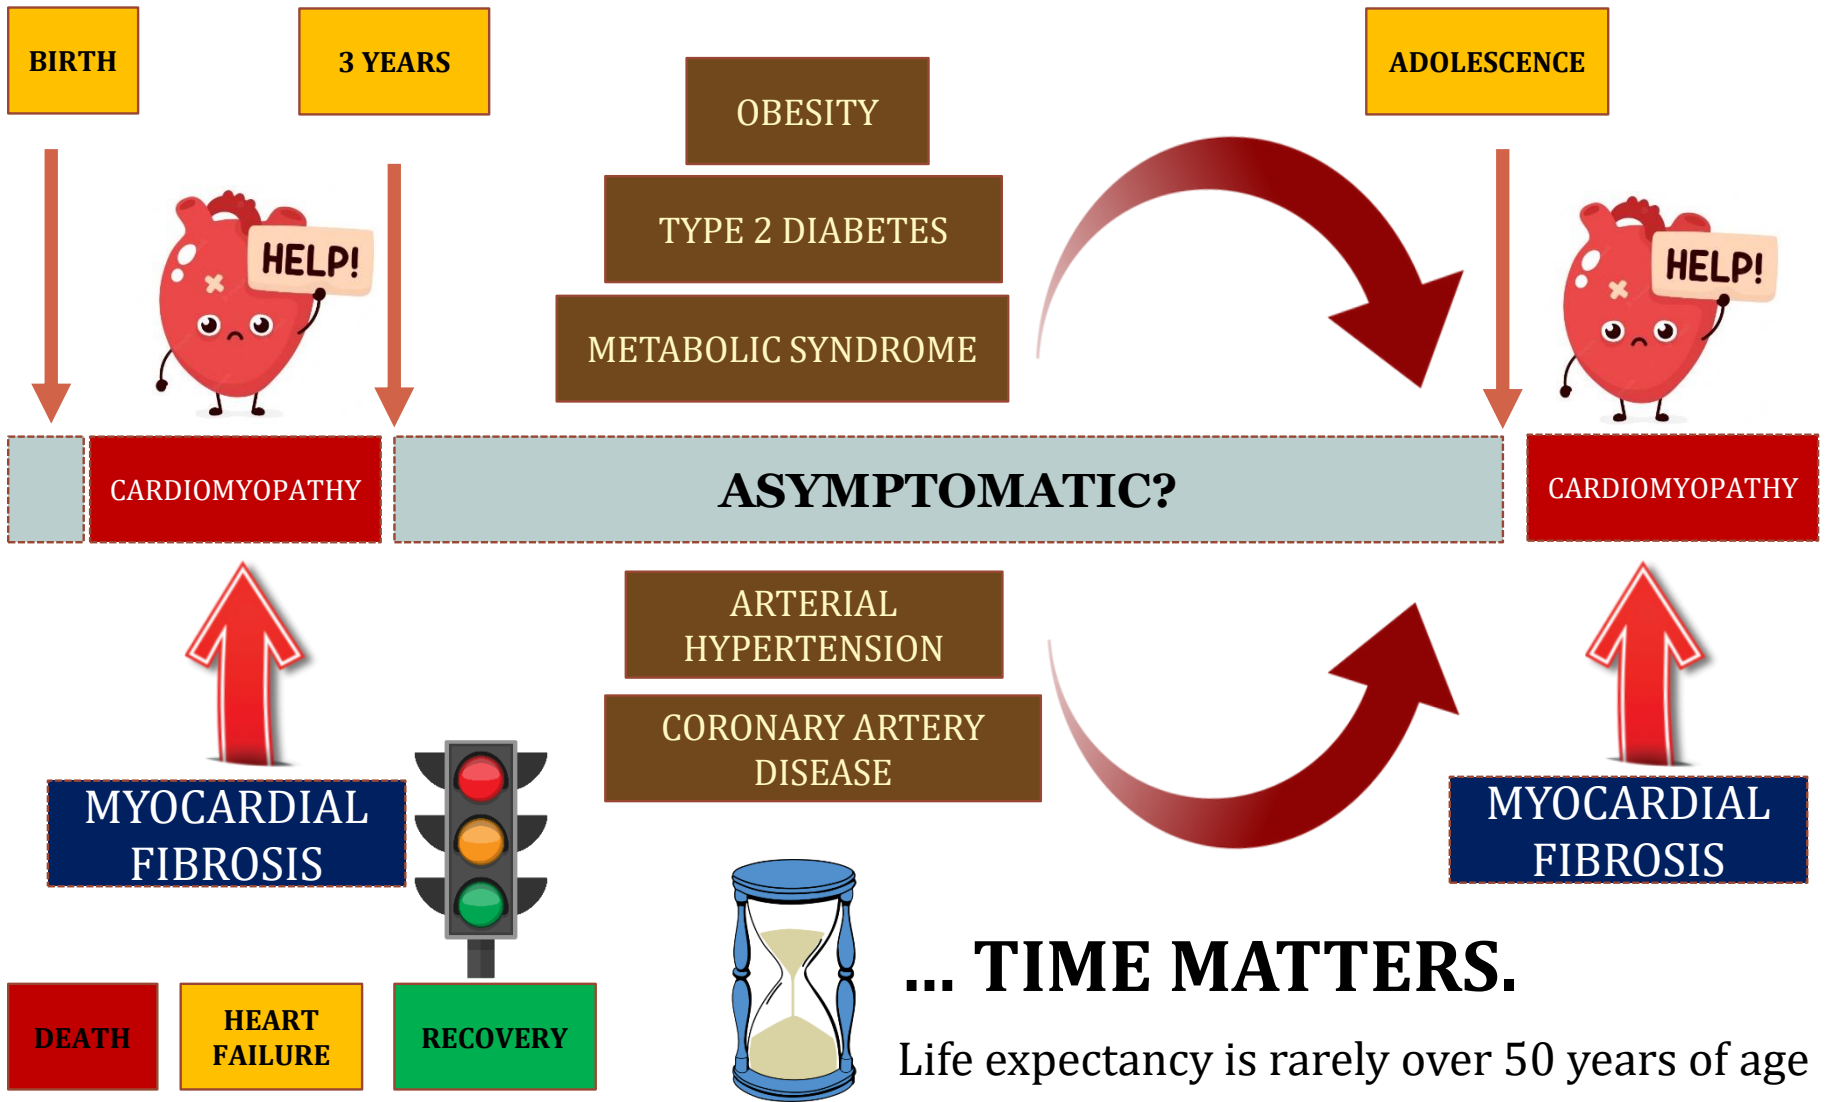 BIRTH
3 YEARS
ADOLESCENCE
OBESITY
TYPE 2 DIABETES
METABOLIC SYNDROME
HELP!
HELP!
CARDIOMYOPATHY
ASYMPTOMATIC?
CARDIOMYOPATHY
ARTERIAL
HYPERTENSION
CORONARY ARTERY
DISEASE
MYOCARDIAL
FIBROSIS
MYOCARDIAL
FIBROSIS
DEATH
HEART
FAILURE
RECOVERY
... TIME MATTERS.
Life expectancy is rarely over 50 years of age